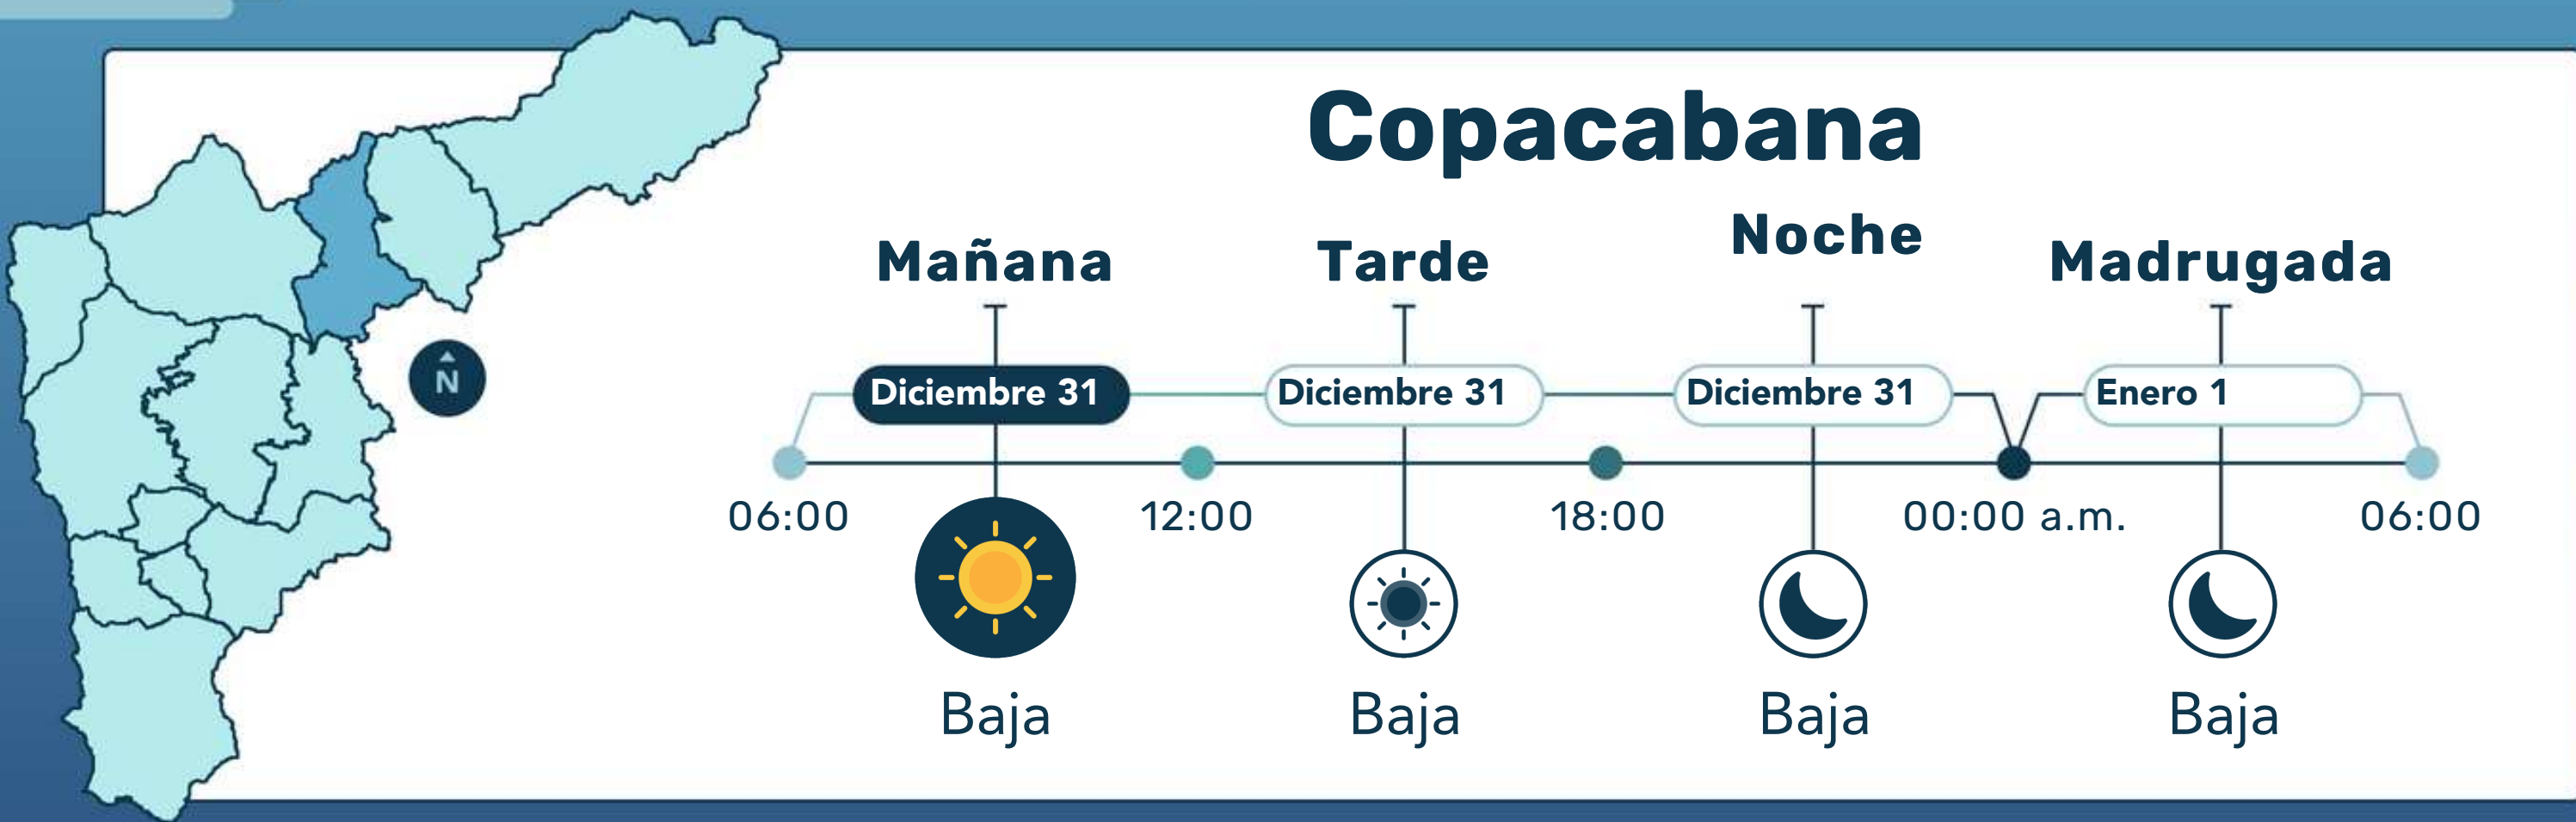 Copacabana
Mañana
Tarde
Noche
Madrugada
Diciembre 31
Diciembre 31
Diciembre 31
Enero 1
N
06:00
12:00
18:00
00:00 a.m.
06:00
Baja
Baja
Baja
Baja